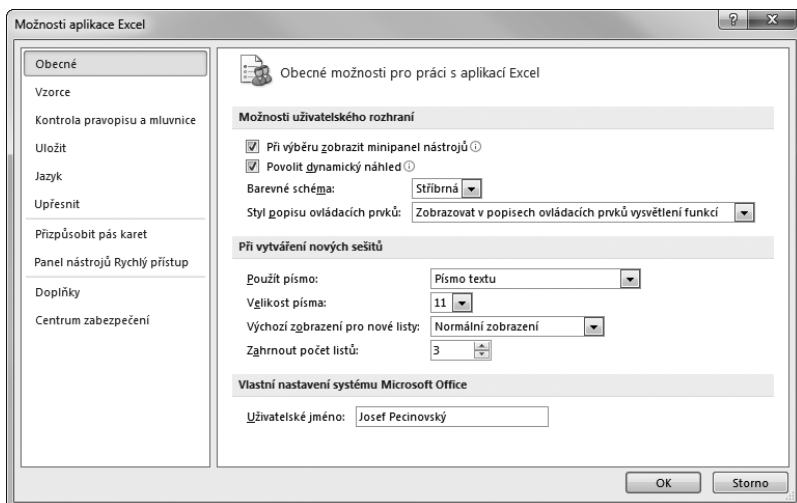 Možnosti aplikace Excel
Obecné
Vzorce
Kontrola pravopisu a mluvnice
Uložit
Jazyk
Upřesnit
Přizpůsobit pás karet
Panel nástrojů Rychlý přístup
Doplňky
Centrum zabezpečení
Obecné možnosti pro práci s aplikací Excel
Možnosti uživatelského rozhraní
Při výběru zobrazit minipanel nástrojů
Povolit dynamický náhled
Barevné schéma: Stříbrná
Styl popisu ovládacích prvků: Zobrazovat v popisech ovládacích prvků vysvětlení funkcí
Při vytváření nových sešitů
Použít písmo: Písmo textu
Velikost písma: 11
Výchozí zobrazení pro nové listy: Normální zobrazení
Zahrnout počet listů: 3
Vlastní nastavení systému Microsoft Office
Uživatelské jméno: Josef Pecinovský
OK Storno